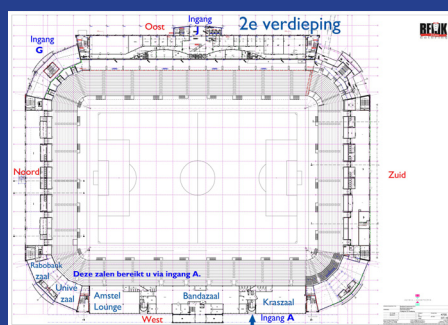 Oost
Ingang
J
2e verdieping
Ingang
G
Noord
Zuid
Rabobank
zaal
Deze zalen bereikt u via ingang A.
Unive
zaal
Amstel
Lounge
Bandazaal
Kraszaal
West
Ingang A